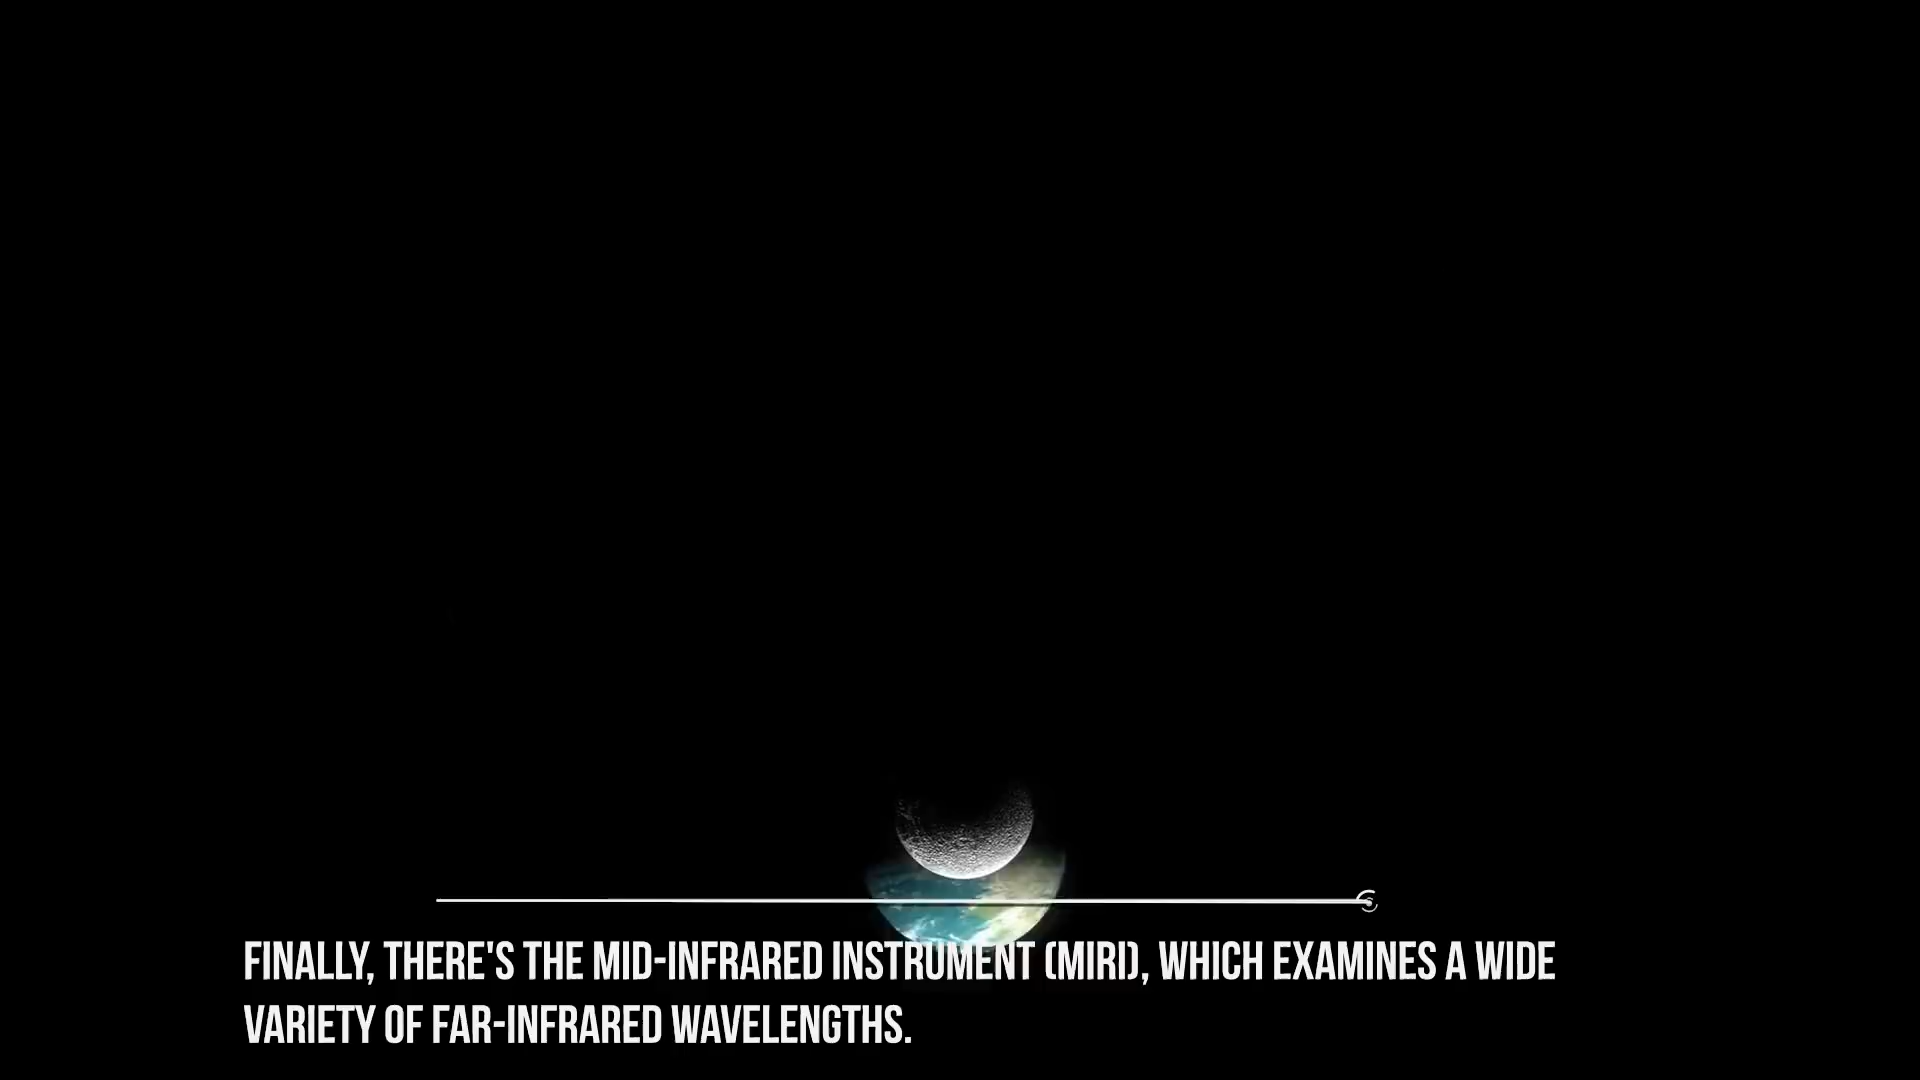 FINALLY, THERE'S THE MID-INFRARED INSTRUMENT (MIRI), WHICH EXAMINES A WIDE
VARIETY OF FAR-INFRARED WAVELENGTHS.